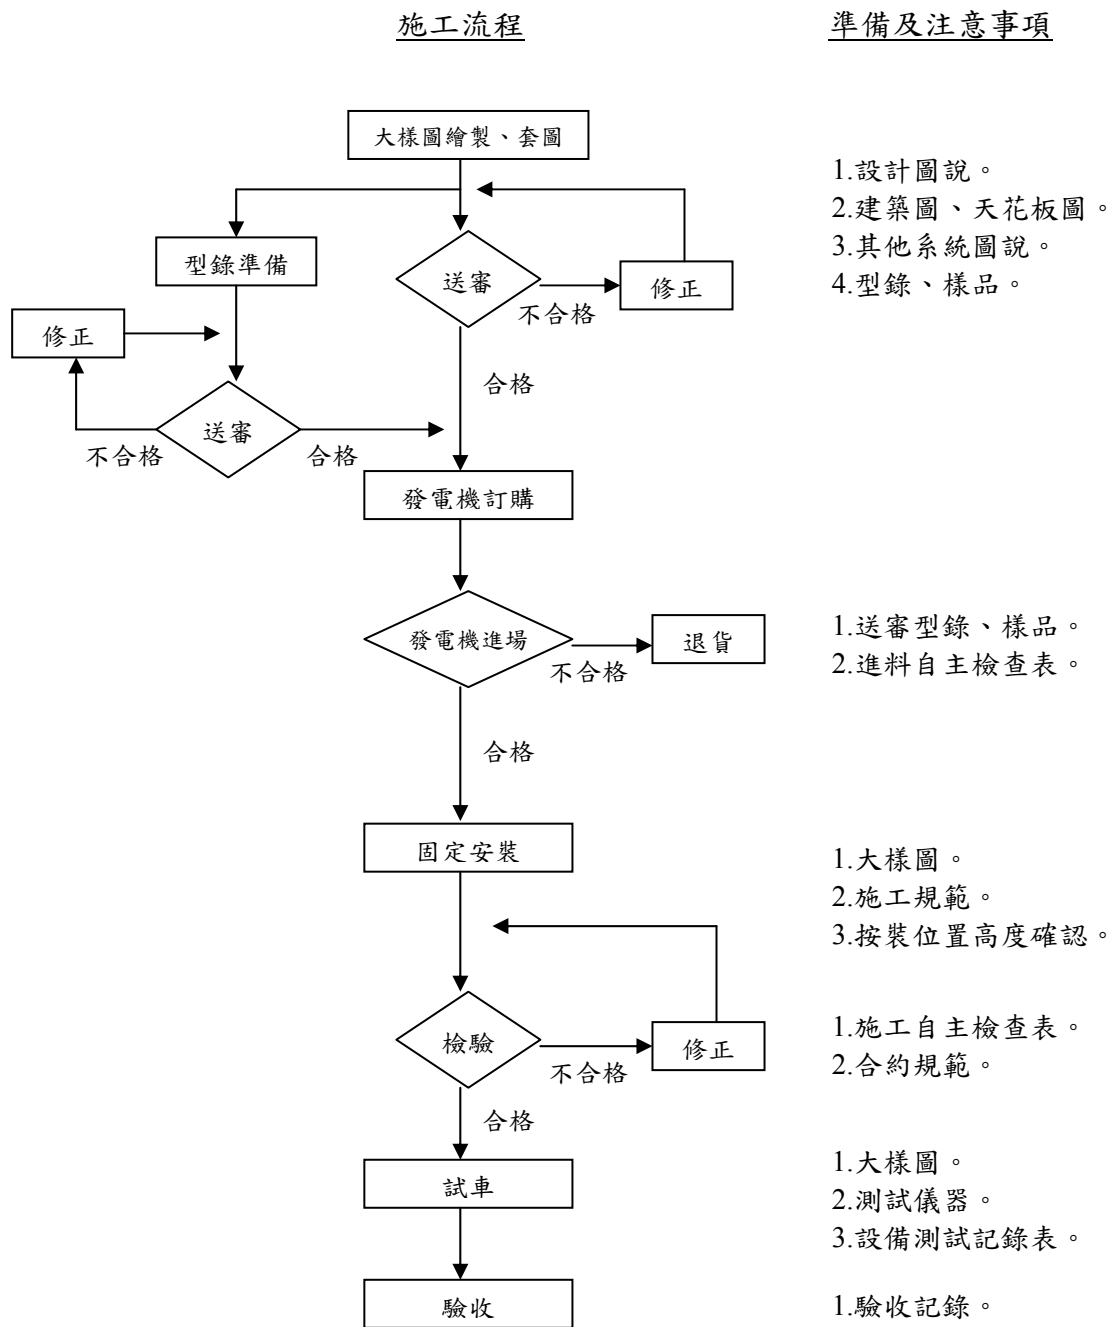 施工流程
準備及注意事項
大樣圖繪製、套圖
1.設計圖說。
2.建築圖、天花板圖。
3.其他系統圖說。
4.型錄、樣品。
型錄準備
送審
不合格
修正
修正
合格
送審
不合格
合格
發電機訂購
發電機進場
不合格
退貨
1.送審型錄、樣品。
2.進料自主檢查表。
合格
固定安裝
1.大樣圖。
2.施工規範。
3.按裝位置高度確認。
檢驗
不合格
修正
1.施工自主檢查表。
2.合約規範。
合格
試車
1.大樣圖。
2.測試儀器。
3.設備測試記錄表。
驗收
1.驗收記錄。